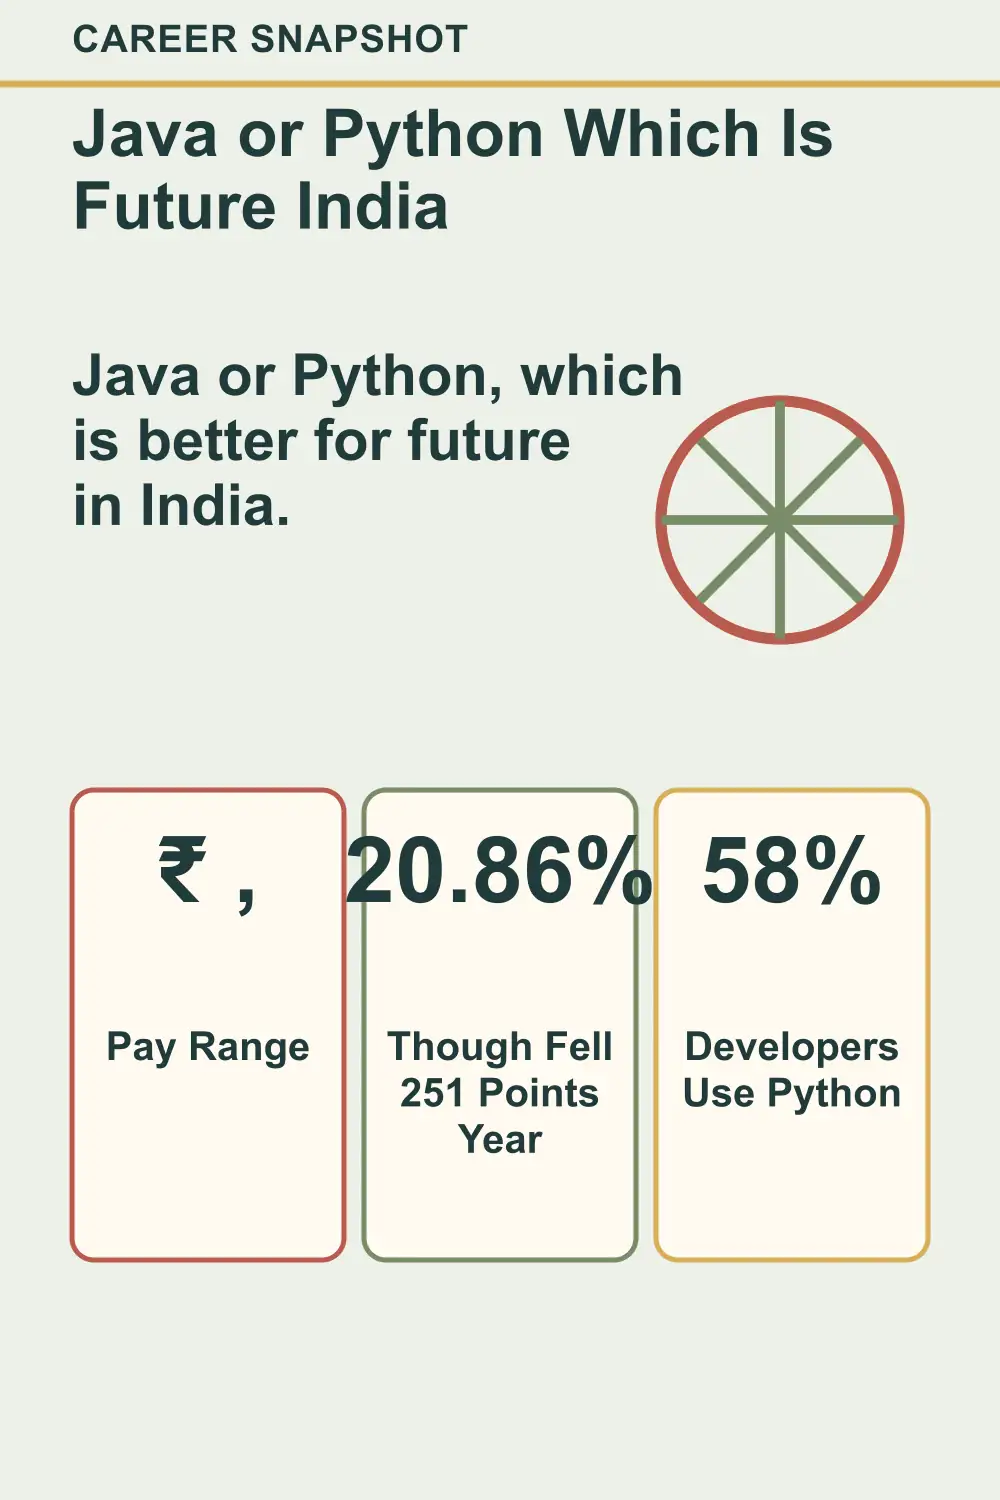 CAREER SNAPSHOT
Java or Python Which Is
Future India
Java or Python, which
is better for future
in India.
₹ ,
Pay Range
20.86%
Though Fell
251 Points
Year
58%
Developers
Use Python